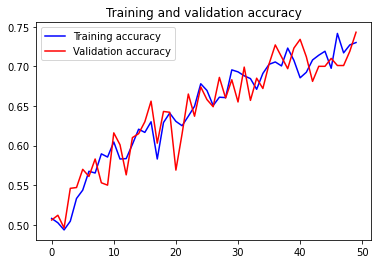 Training and validation accuracy
Training accuracy
Validation accuracy
0.75
0.70
0.65
0.60
0.55
0.50
0 10 20 30 40 50